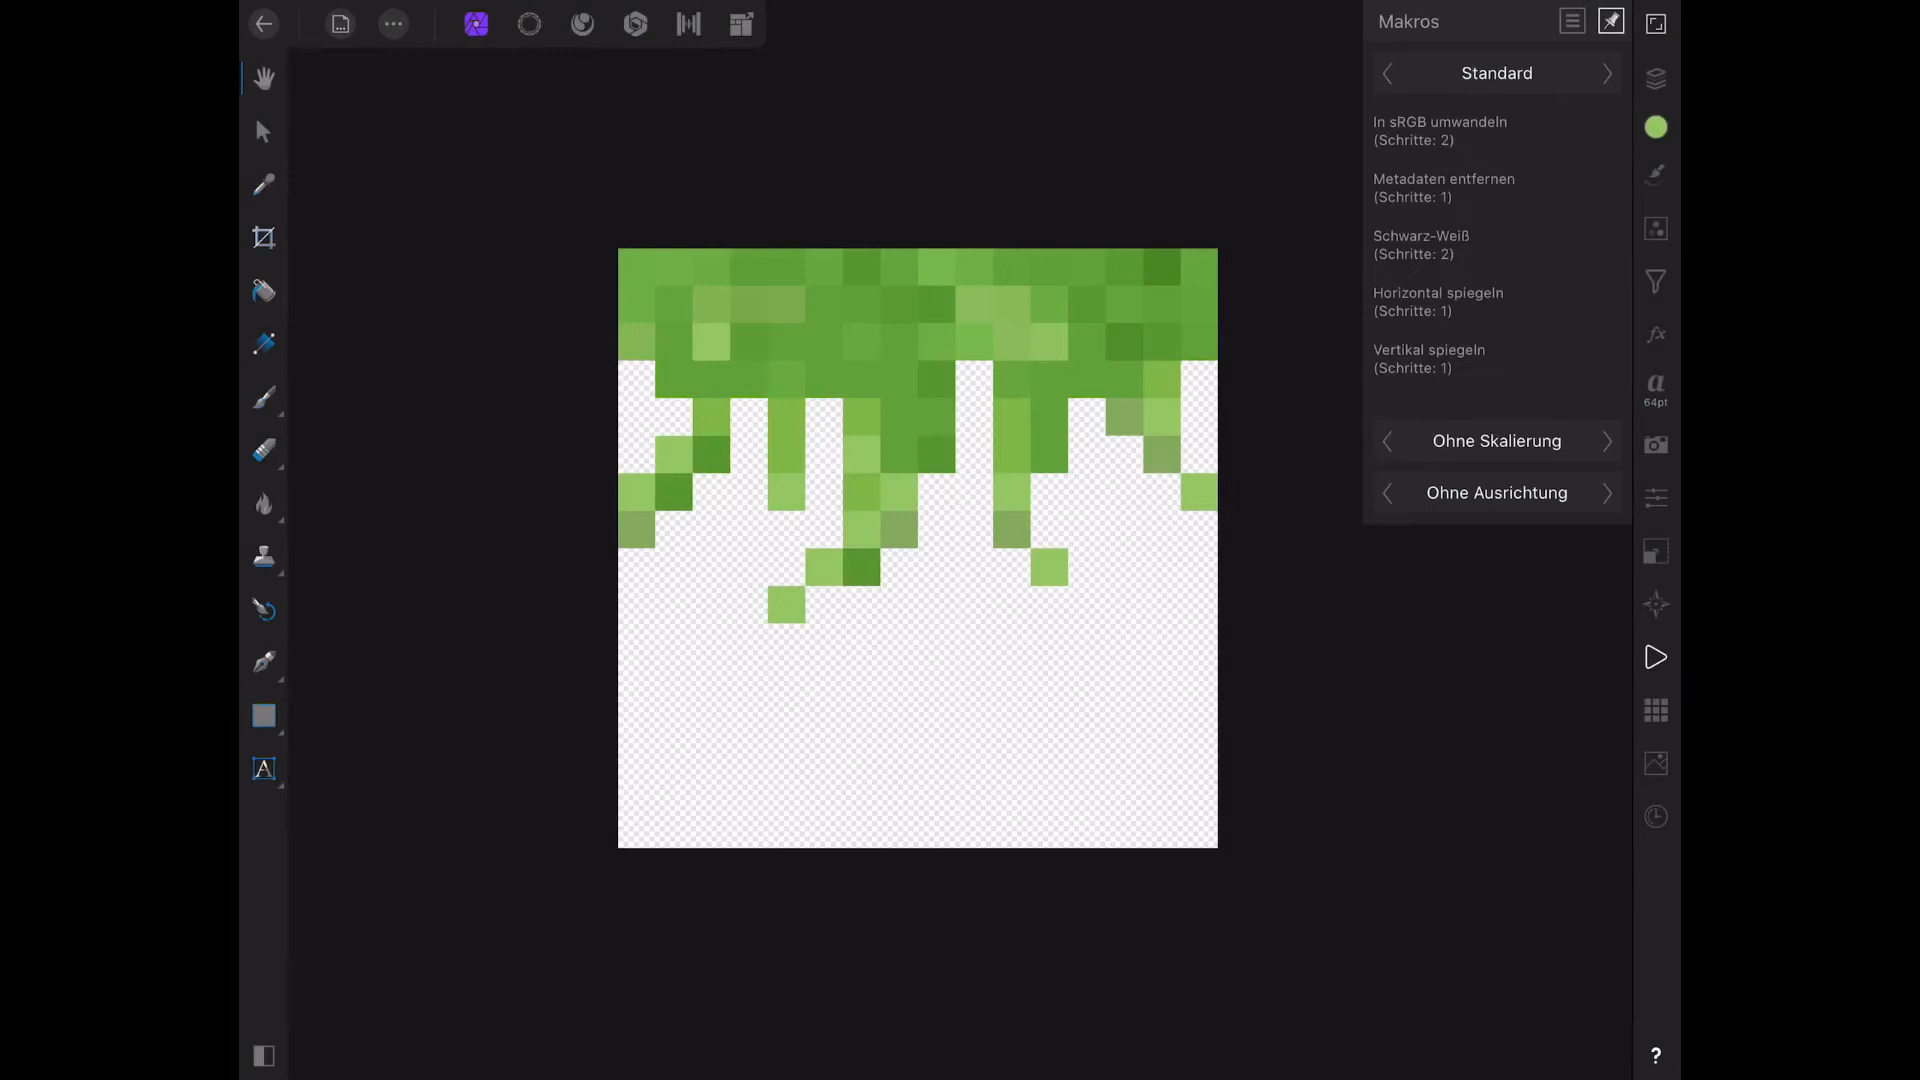 Makros
Standard
In sRGB umwandeln
(Schritte: 2)
Metadaten entfernen
(Schritte: 1)
Schwarz-Weiß
(Schritte: 2)
Horizontal spiegeln
(Schritte: 1)
Vertikal spiegeln
(Schritte: 1)
a
64pt
fx
Ohne Skalierung
Ohne Ausrichtung
A
?